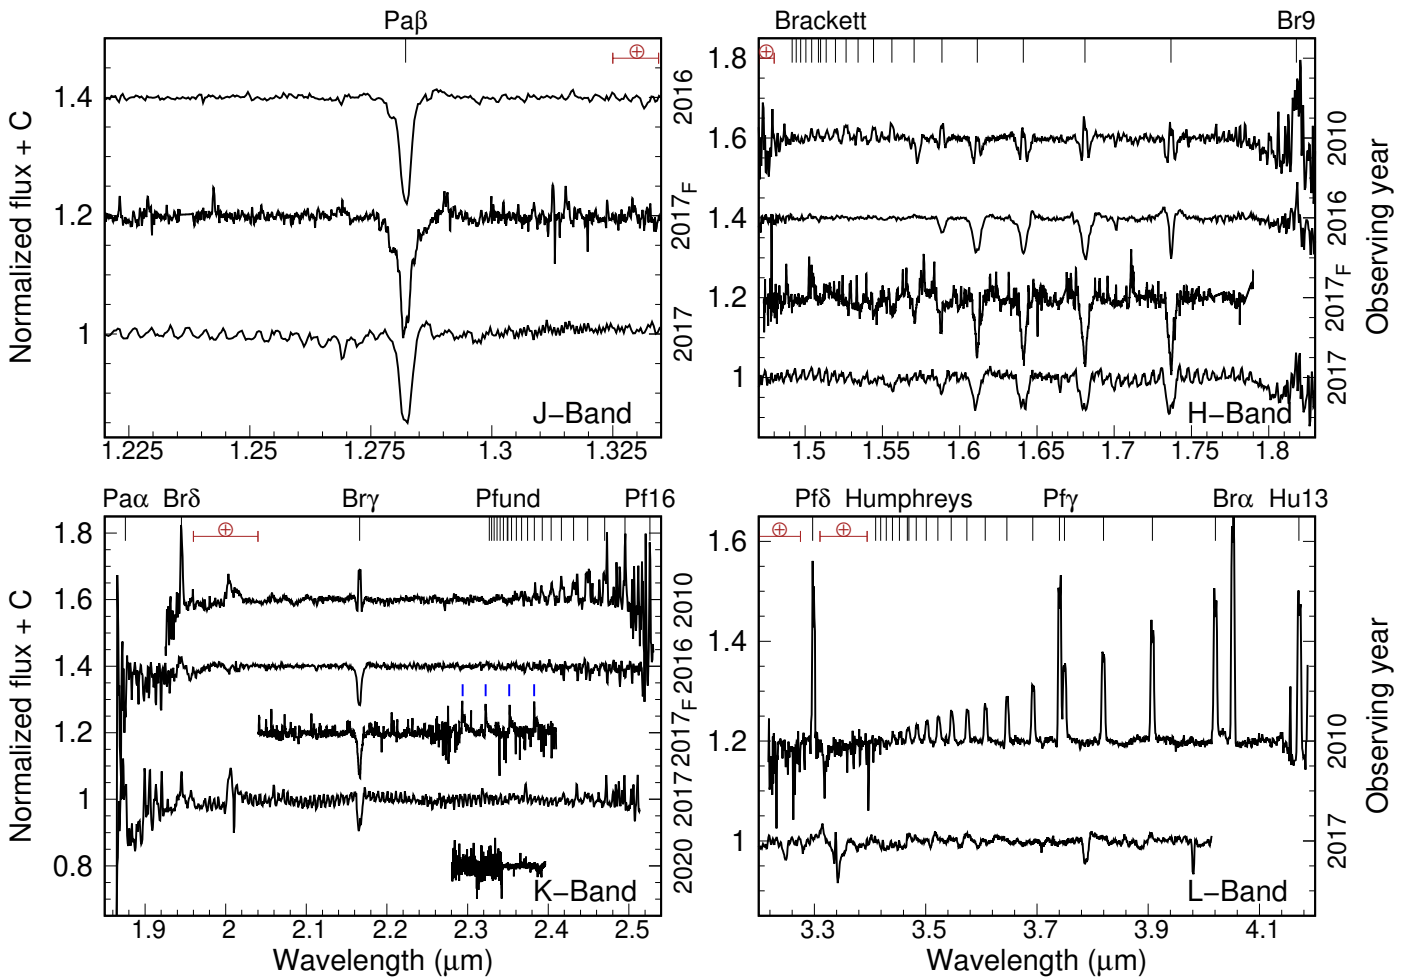 Paβ
Normalized flux + C
1.4
1.2
1
2016
2017F
2017
J−Band
1.225
1.25
1.275
1.3
1.325
Brackett
Br9
1.8
1.6
1.4
1.2
1
2010
2016
2017F
2017
Observing year
H−Band
1.5
1.55
1.6
1.65
1.7
1.75
1.8
Paα
Brδ
Brγ
Pfund
Pf16
Normalized flux + C
1.8
1.6
1.4
1.2
1
0.8
2010
2016
2017F
2017
2020
K−Band
1.9
2
2.1
2.2
2.3
2.4
2.5
Wavelength (μm)
Pfδ
Humphreys
Pfγ
Brα
Hu13
1.6
1.4
1.2
1
2010
2017
Observing year
L−Band
3.3
3.5
3.7
3.9
4.1
Wavelength (μm)